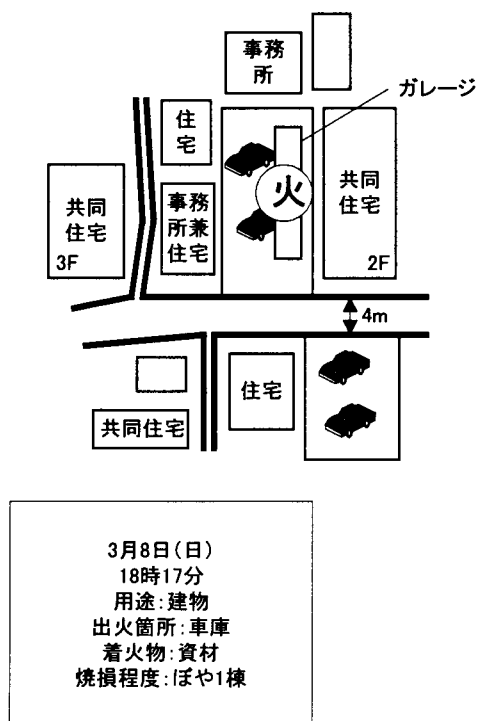 事務
所
ガレージ
住
宅
共同
住宅
3F
事務
所兼
住宅
火
共同
住宅
2F
4m
住宅
共同住宅
3月8日(日)
18時17分
用途:建物
出火箇所:車庫
着火物:資材
焼損程度:ぼや1棟